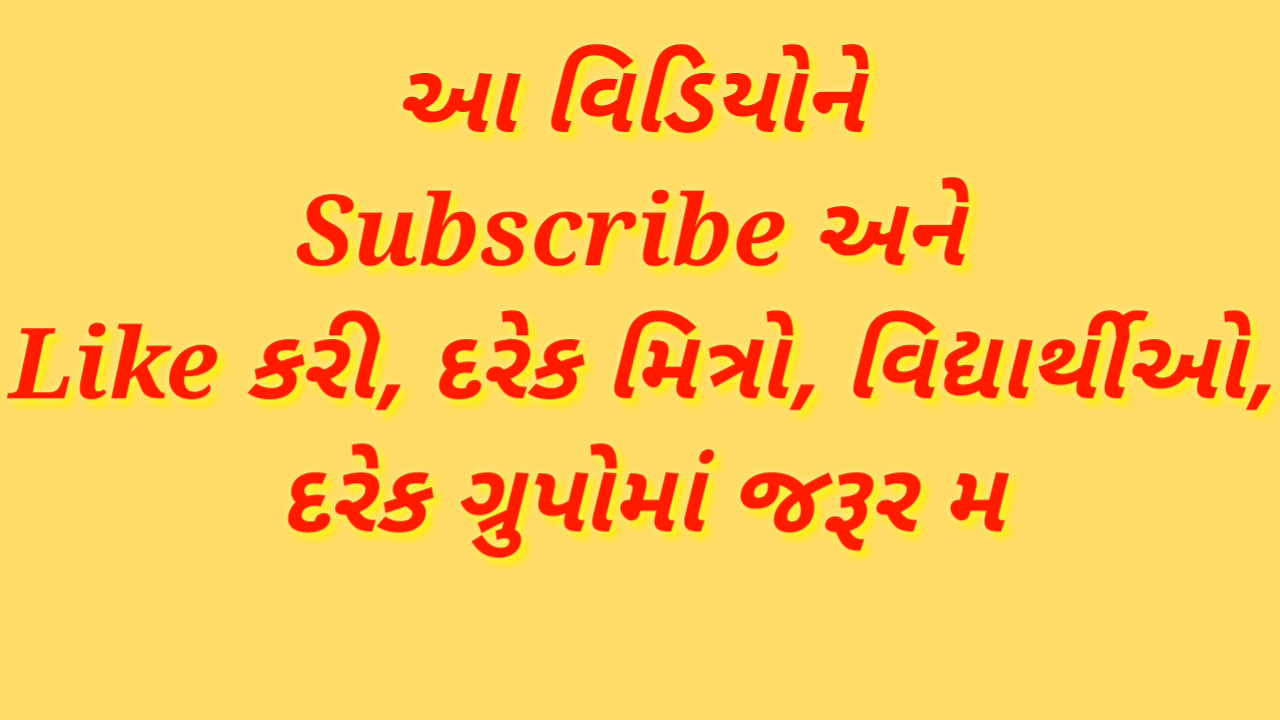 આ વિડિયોને
Subscribe અને
Like કરી, દરેક મિત્રો, વિદ્યાર્થીઓ,
દરેક ગ્રુપોમાં જરૂર મ